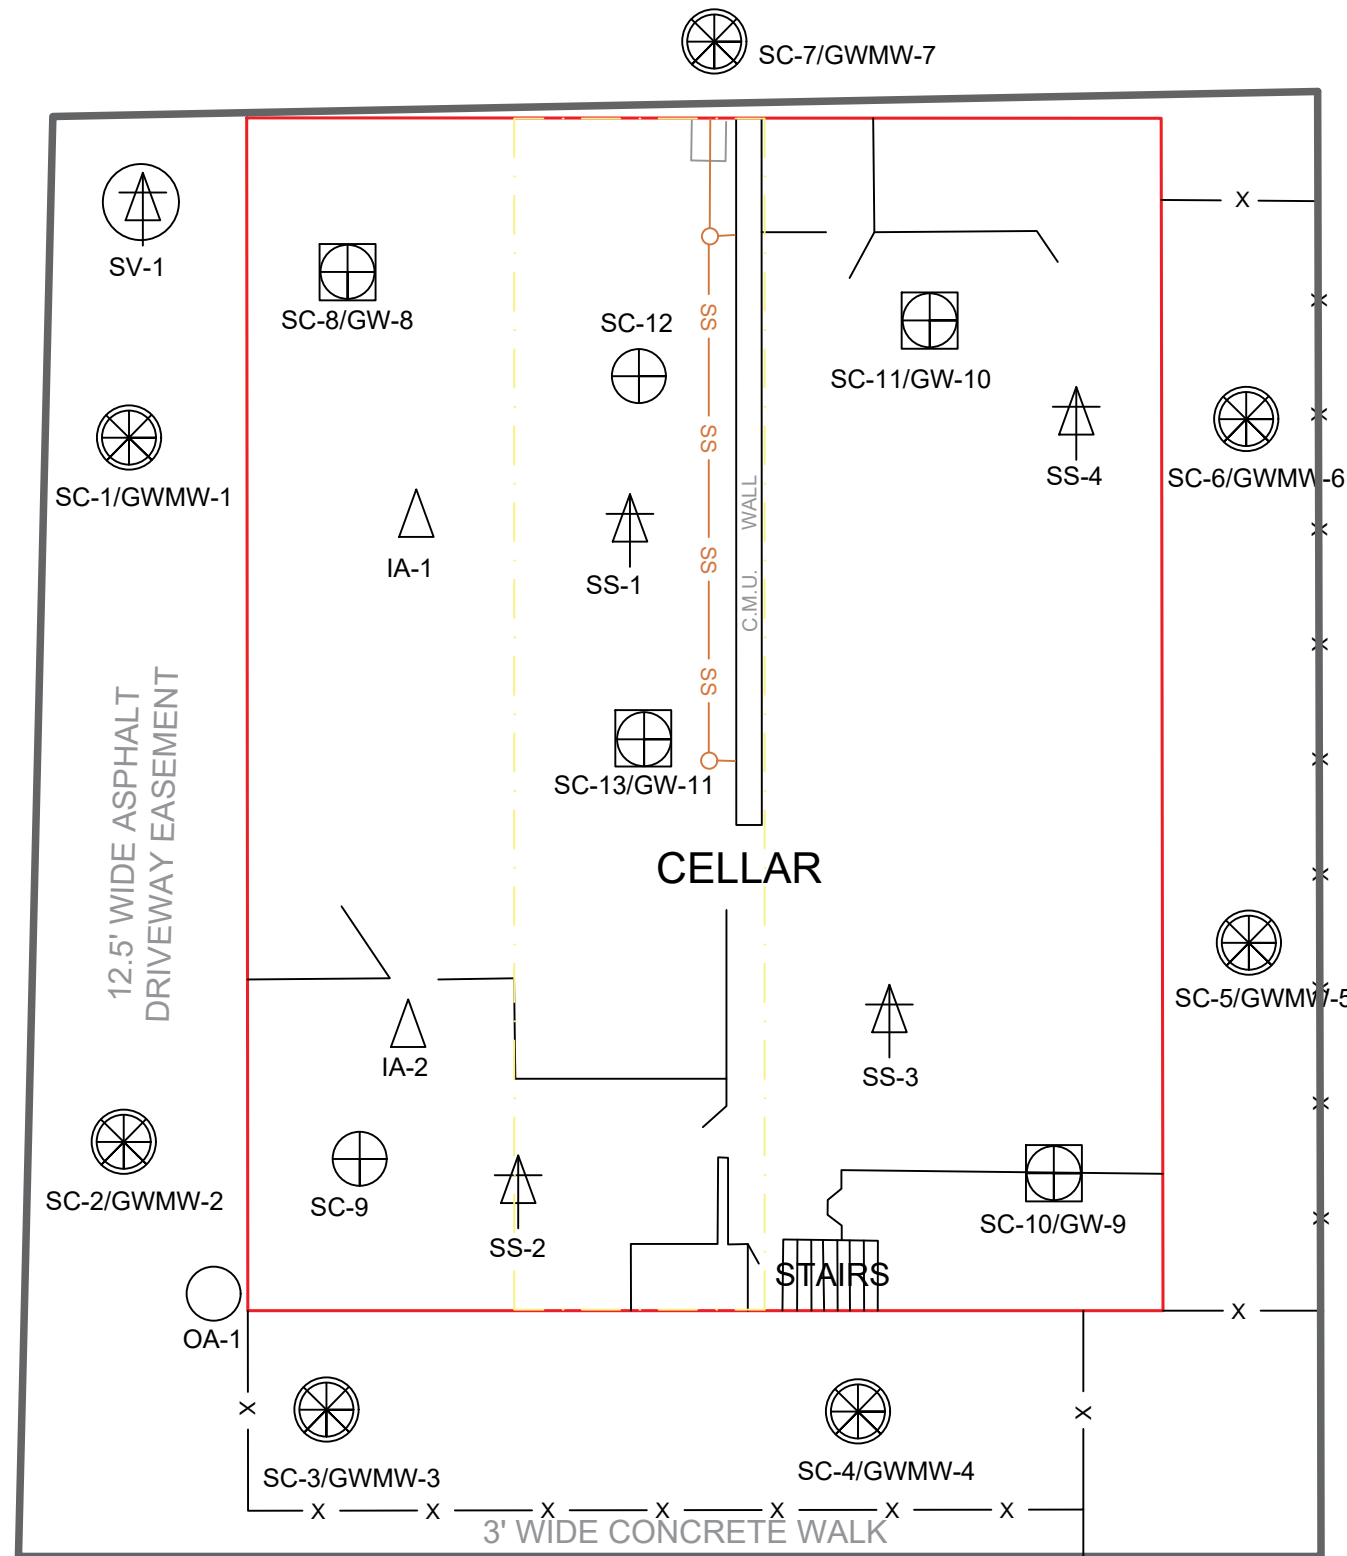 SC-7/GWMW-7
X
SV-1
SC-8/GW-8
SC-12
SS
SC-11/GW-10
SC-1/GWMW-1
SS
SS-4
SC-6/GWMW-6
C.M.U. WALL
IA-1
SS-1
SS
SS
SC-13/GW-11
12.5' WIDE ASPHALT
DRIVEWAY EASEMENT
CELLAR
SC-5/GWMW-5
IA-2
SS-3
SC-2/GWMW-2
SC-9
SS-2
SC-10/GW-9
STAIRS
OA-1
X
X
X
SC-3/GWMW-3
SC-4/GWMW-4
X X X X X X X
3' WIDE CONCRETE WALK